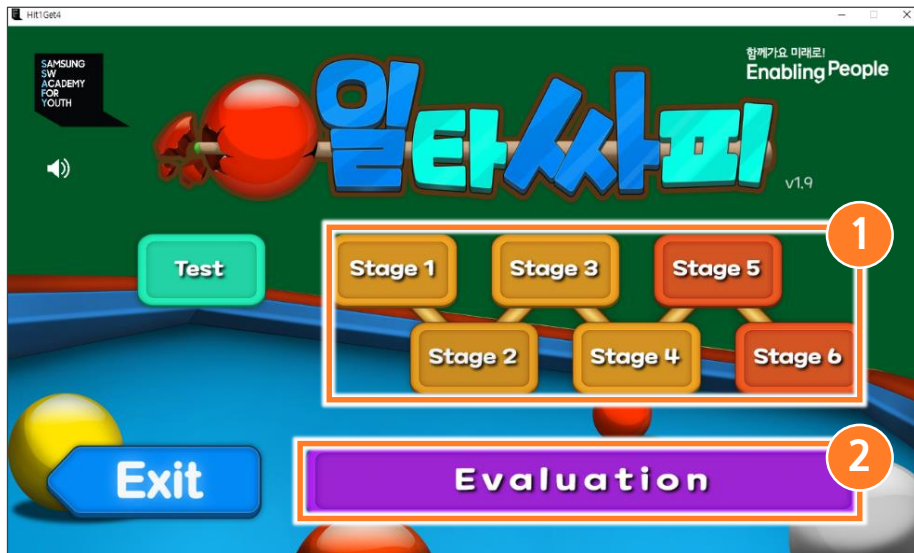 Hit1Get4
SAMSUNG
SW
ACADEMY
FOR
YOUTH
함께가요 미래로!
Enabling People
일타싸피
v1.9
1
Test
Stage 1
Stage 3
Stage 5
Stage 2
Stage 4
Stage 6
2
Exit
Evaluation